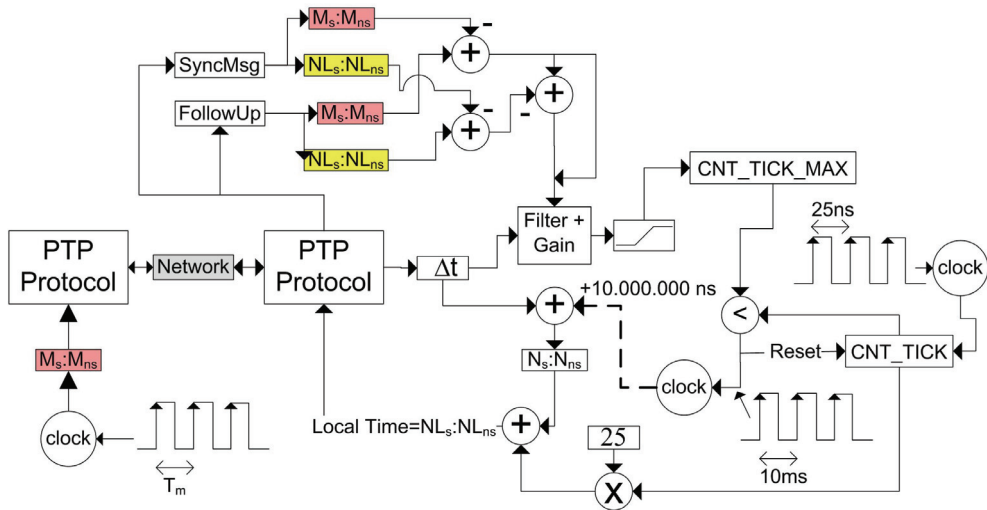 Ms:Mns
-
+
SyncMsg
NLs:NLns
+
FollowUp
Ms:Mns
-
-
+
NLs:NLns
CNT_TICK_MAX
25ns
Filter +
Gain
PTP
Protocol
Network
PTP
Protocol
Δt
clock
+10.000.000 ns
+
<
Ms:Mns
Ns:Nns
Reset
CNT_TICK
clock
clock
Local Time=NLs:NLns
+
25
Tm
X
10ms